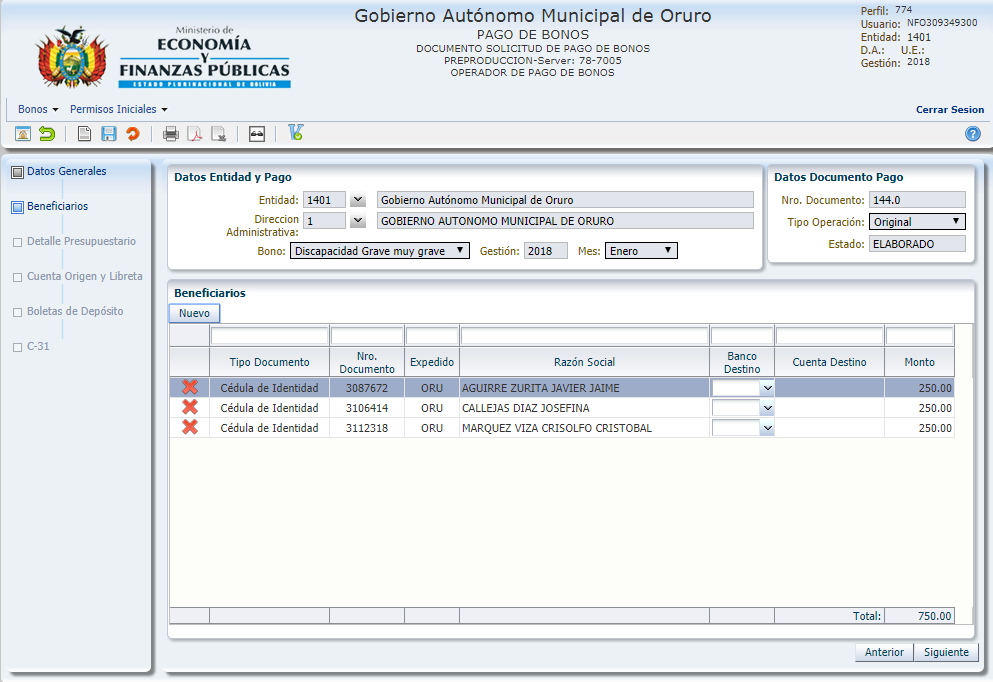 Ministerio de
ECONOMÍA
Y
FINANZAS PÚBLICAS
ESTADO PLURINACIONAL DE BOLIVIA
Gobierno Autónomo Municipal de Oruro
PAGO DE BONOS
DOCUMENTO SOLICITUD DE PAGO DE BONOS
PREPRODUCCION-Server: 78-7005
OPERADOR DE PAGO DE BONOS
Perfil: 774
Usuario: NFO309349300
Entidad: 1401
D.A.: U.E.:
Gestión: 2018
Bonos Permisos Iniciales Cerrar Sesion
Datos Generales
Beneficiarios
Detalle Presupuestario
Cuenta Origen y Libreta
Boletas de Depósito
C-31
Datos Entidad y Pago
Entidad: 1401 Gobierno Autónomo Municipal de Oruro
Direccion Administrativa: 1 GOBIERNO AUTONOMO MUNICIPAL DE ORURO
Bono: Discapacidad Grave muy grave Gestión: 2018 Mes: Enero
Datos Documento Pago
Nro. Documento: 144.0
Tipo Operación: Original
Estado: ELABORADO
Beneficiarios
Nuevo
Tipo Documento Nro. Documento Expedido Razón Social Banco Destino Cuenta Destino Monto
Cédula de Identidad 3087672 ORU AGUIRRE ZURITA JAVIER JAIME 250.00
Cédula de Identidad 3106414 ORU CALLEJAS DIAZ JOSEFINA 250.00
Cédula de Identidad 3112318 ORU MARQUEZ VIZA CRISOLFO CRISTOBAL 250.00
Total: 750.00
Anterior Siguiente